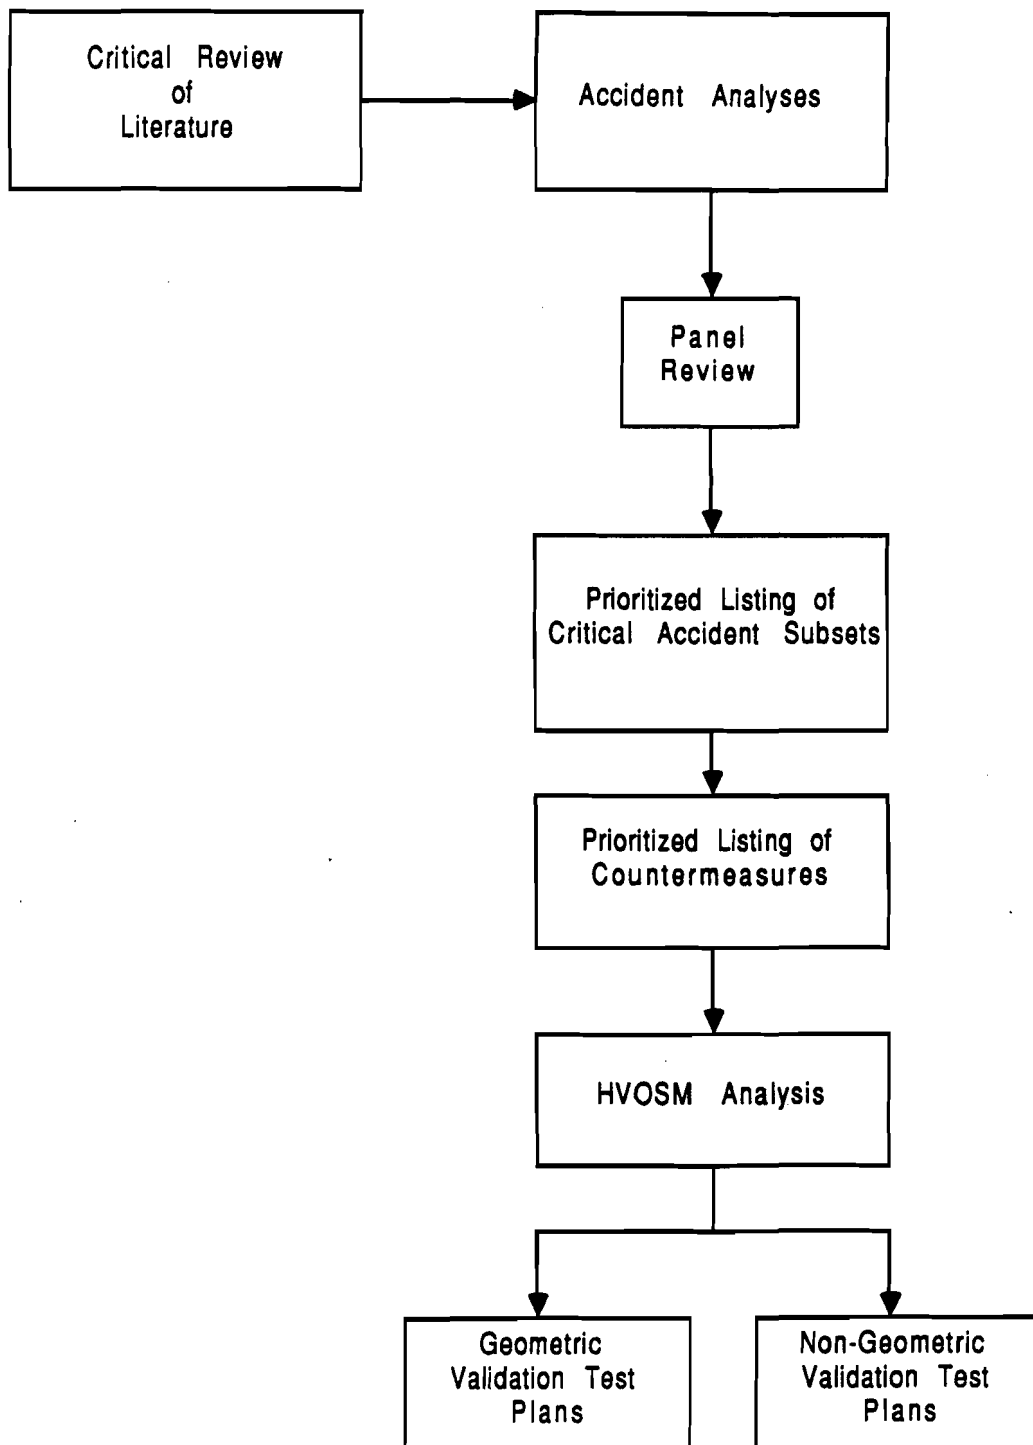 Critical Review
of
Literature
Accident Analyses
Panel
Review
Prioritized Listing of
Critical Accident Subsets
Prioritized Listing of
Countermeasures
HVOSM Analysis
Geometric
Validation Test
Plans
Non-Geometric
Validation Test
Plans